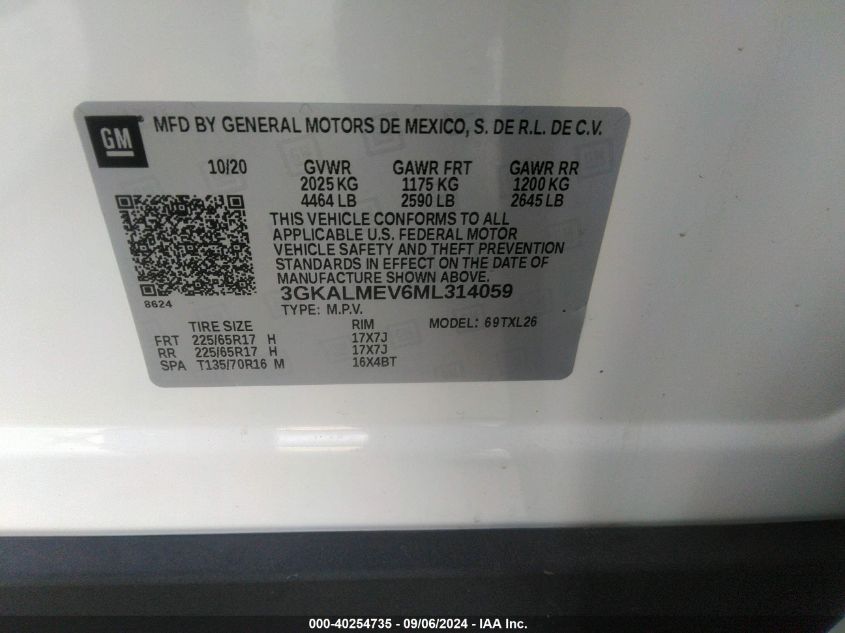 GM
MFD BY GENERAL MOTORS DE MEXICO, S. DE R.L. DE C.V.
10/20 GVWR GAWR FRT GAWR RR
2025 KG 1175 KG 1200 KG
4464 LB 2590 LB 2645 LB
THIS VEHICLE CONFORMS TO ALL
APPLICABLE U.S. FEDERAL MOTOR
VEHICLE SAFETY AND THEFT PREVENTION
STANDARDS IN EFFECT ON THE DATE OF
MANUFACTURE SHOWN ABOVE.
8624 3GKALMEV6ML314059
TYPE: M.P.V.
TIRE SIZE RIM MODEL: 69TXL26
FRT 225/65R17 H 17X7J
RR 225/65R17 H 17X7J
SPA T135/70R16 M 16X4BT
000-40254735 - 09/06/2024 - IAA Inc.